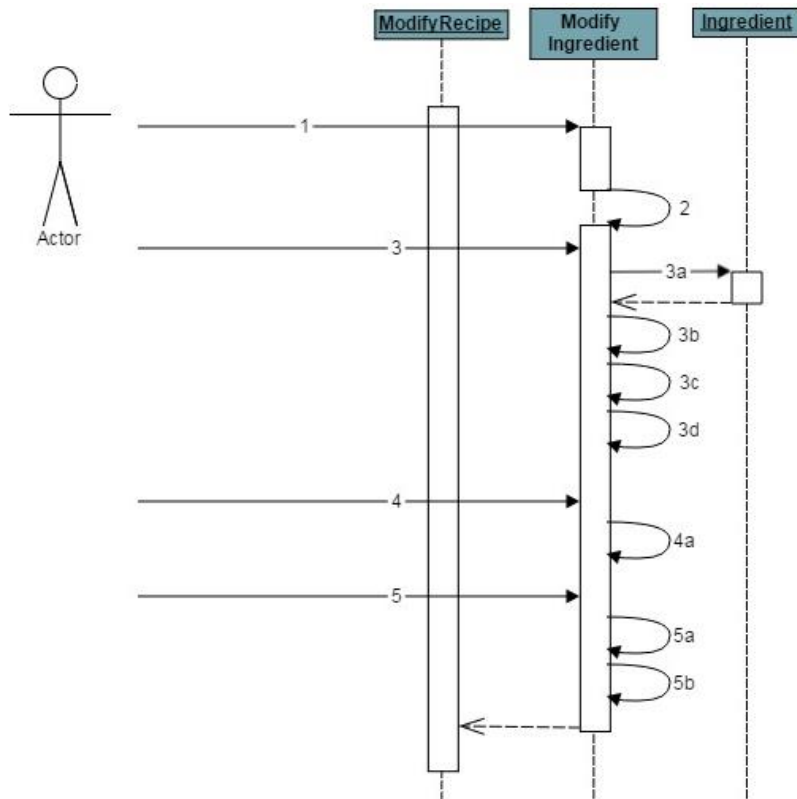 ModifyRecipe
Modify
Ingredient
Ingredient
1
2
Actor
3
3a
3b
3c
3d
4
4a
5
5a
5b